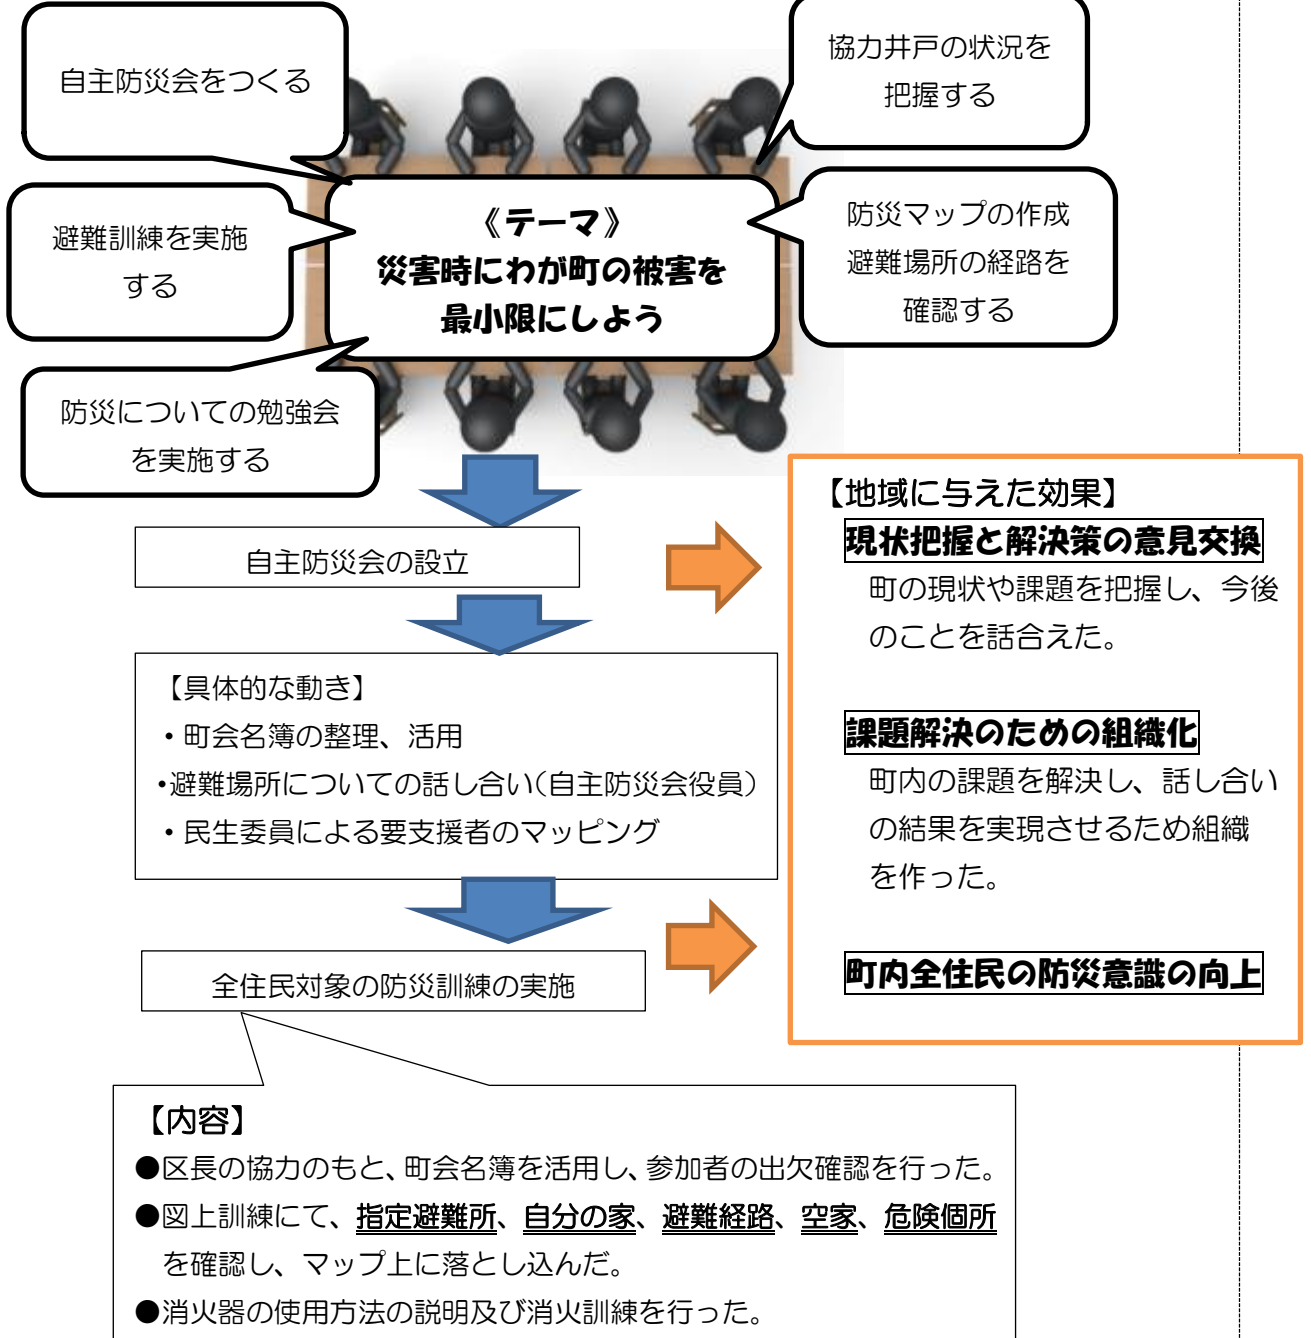 自主防災会をつくる
協力井戸の状況を
把握する
避難訓練を実施
する
《テーマ》
災害時にわが町の被害を
最小限にしよう
防災マップの作成
避難場所の経路を
確認する
防災についての勉強会
を実施する
自主防災会の設立
【具体的な動き】
・町会名簿の整理、活用
・避難場所についての話し合い(自主防災会役員)
・民生委員による要支援者のマッピング
全住民対象の防災訓練の実施
【地域に与えた効果】
現状把握と解決策の意見交換
町の現状や課題を把握し、今後
のことを話合えた。
課題解決のための組織化
町内の課題を解決し、話し合い
の結果を実現させるため組織
を作った。
町内全住民の防災意識の向上
【内容】
●区長の協力のもと、町会名簿を活用し、参加者の出欠確認を行った。
●図上訓練にて、指定避難所、自分の家、避難経路、空家、危険個所
を確認し、マップ上に落とし込んだ。
●消火器の使用方法の説明及び消火訓練を行った。